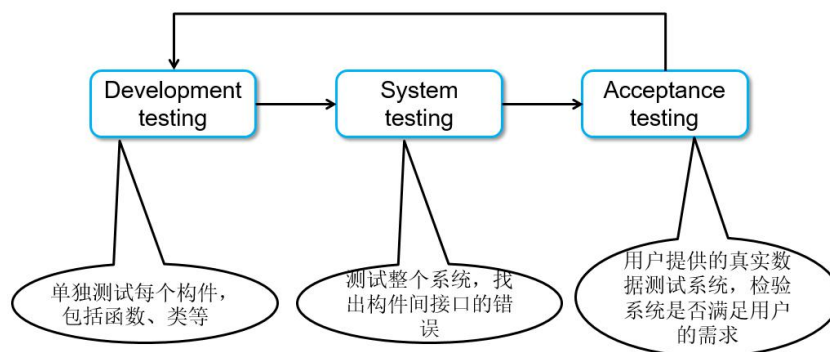 Development
testing
System
testing
Acceptance
testing
单独测试每个构件，
包括函数、类等
测试整个系统，找
出构件间接口的错
误
用户提供的真实数
据测试系统，检验
系统是否满足用户
的需求